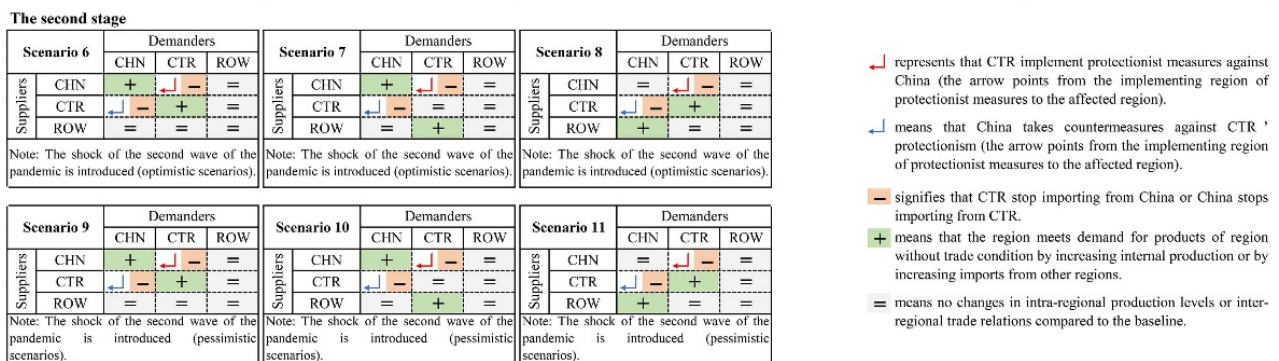 The second stage
Scenario 6
Demanders
CHN CTR ROW
Suppliers
CHN + − =
CTR − + =
ROW = = =
Note: The shock of the second wave of the
pandemic is introduced (optimistic scenarios).
Scenario 7
Demanders
CHN CTR ROW
Suppliers
CHN + − =
CTR − = =
ROW = + =
Note: The shock of the second wave of the
pandemic is introduced (optimistic scenarios).
Scenario 8
Demanders
CHN CTR ROW
Suppliers
CHN = − =
CTR − + =
ROW + = =
Note: The shock of the second wave of the
pandemic is introduced (optimistic scenarios).
Scenario 9
Demanders
CHN CTR ROW
Suppliers
CHN + − =
CTR − + =
ROW = = =
Note: The shock of the second wave of the
pandemic is introduced (pessimistic
scenarios).
Scenario 10
Demanders
CHN CTR ROW
Suppliers
CHN + − =
CTR − = =
ROW = + =
Note: The shock of the second wave of the
pandemic is introduced (pessimistic
scenarios).
Scenario 11
Demanders
CHN CTR ROW
Suppliers
CHN = − =
CTR − + =
ROW + = =
Note: The shock of the second wave of the
pandemic is introduced (pessimistic
scenarios).
represents that CTR implement protectionist measures against
China (the arrow points from the implementing region of
protectionist measures to the affected region).
means that China takes countermeasures against CTR ’
protectionism (the arrow points from the implementing region
of protectionist measures to the affected region).
− signifies that CTR stop importing from China or China stops
importing from CTR.
+ means that the region meets demand for products of region
without trade condition by increasing internal production or by
increasing imports from other regions.
= means no changes in intra-regional production levels or inter-
regional trade relations compared to the baseline.